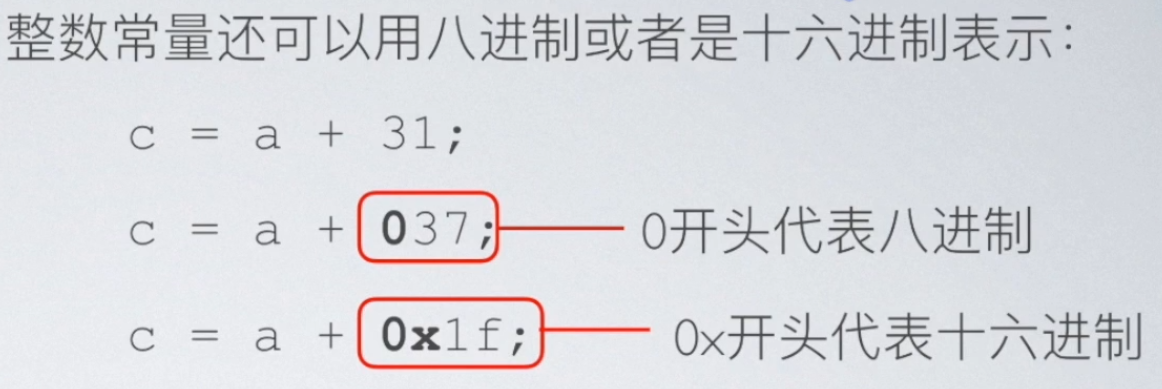 整数常量还可以用八进制或者是十六进制表示：
c = a + 31;
c = a + 037; 0开头代表八进制
c = a + 0x1f; 0x开头代表十六进制